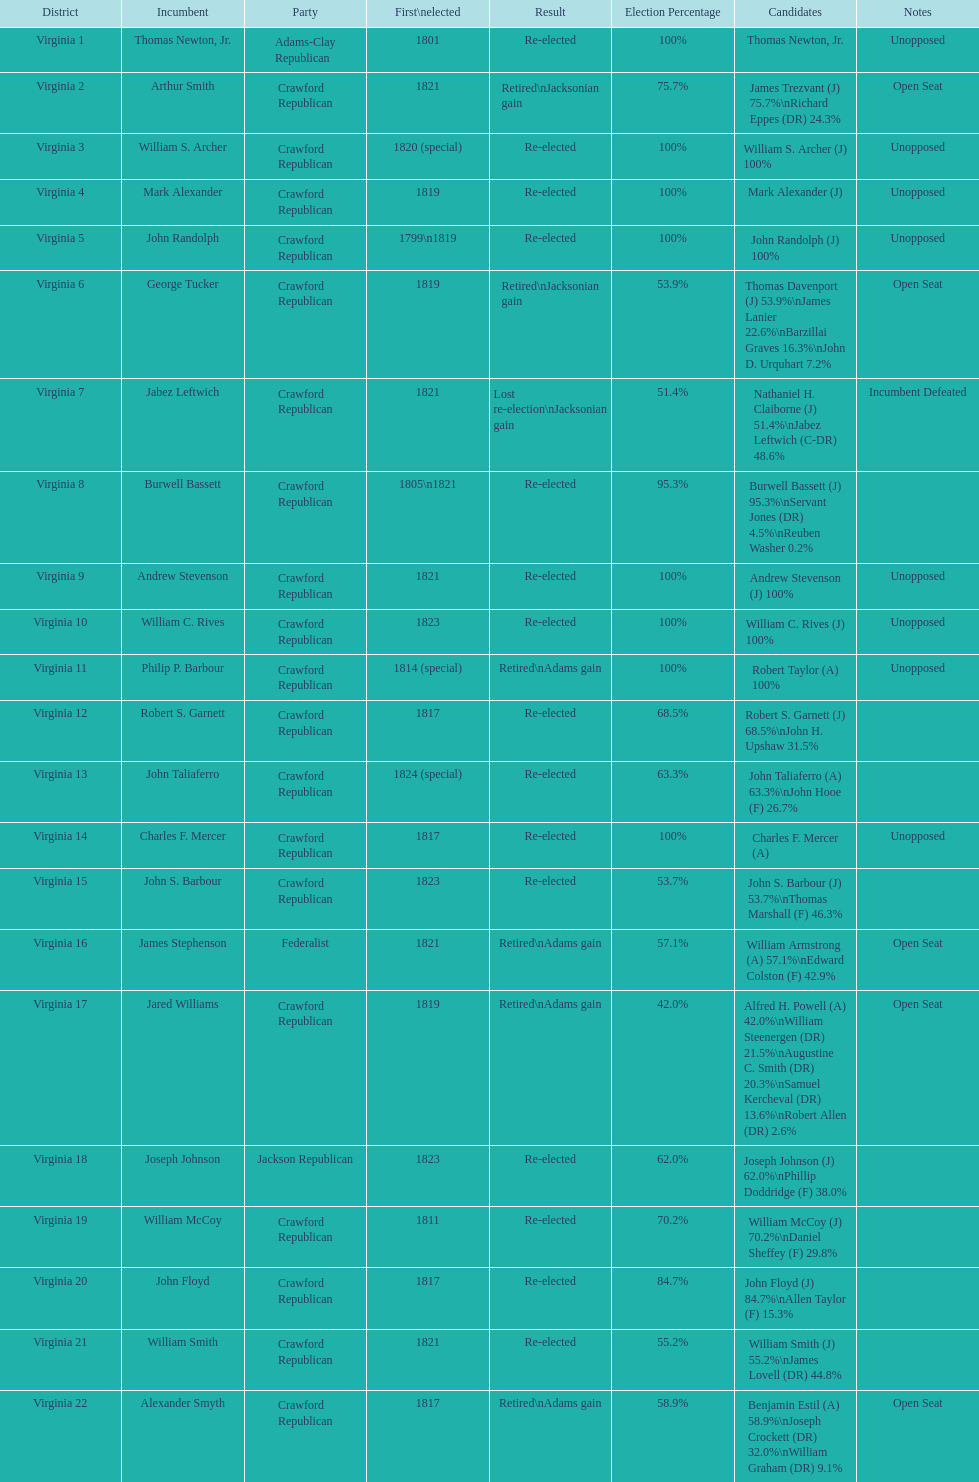 District Incumbent Party First\nelected Result Election Percentage Candidates Notes
Virginia 1 Thomas Newton, Jr. Adams-Clay Republican 1801 Re-elected 100% Thomas Newton, Jr. Unopposed
Virginia 2 Arthur Smith Crawford Republican 1821 Retired\nJacksonian gain 75.7% James Trezvant (J) 75.7%\nRichard Eppes (DR) 24.3% Open Seat
Virginia 3 William S. Archer Crawford Republican 1820 (special) Re-elected 100% William S. Archer (J) 100% Unopposed
Virginia 4 Mark Alexander Crawford Republican 1819 Re-elected 100% Mark Alexander (J) Unopposed
Virginia 5 John Randolph Crawford Republican 1799\n1819 Re-elected 100% John Randolph (J) 100% Unopposed
Virginia 6 George Tucker Crawford Republican 1819 Retired\nJacksonian gain 53.9% Thomas Davenport (J) 53.9%\nJames Lanier 22.6%\nBarzillai Graves 16.3%\nJohn D. Urquhart 7.2% Open Seat
Virginia 7 Jabez Leftwich Crawford Republican 1821 Lost re-election\nJacksonian gain 51.4% Nathaniel H. Claiborne (J) 51.4%\nJabez Leftwich (C-DR) 48.6% Incumbent Defeated
Virginia 8 Burwell Bassett Crawford Republican 1805\n1821 Re-elected 95.3% Burwell Bassett (J) 95.3%\nServant Jones (DR) 4.5%\nReuben Washer 0.2%
Virginia 9 Andrew Stevenson Crawford Republican 1821 Re-elected 100% Andrew Stevenson (J) 100% Unopposed
Virginia 10 William C. Rives Crawford Republican 1823 Re-elected 100% William C. Rives (J) 100% Unopposed
Virginia 11 Philip P. Barbour Crawford Republican 1814 (special) Retired\nAdams gain 100% Robert Taylor (A) 100% Unopposed
Virginia 12 Robert S. Garnett Crawford Republican 1817 Re-elected 68.5% Robert S. Garnett (J) 68.5%\nJohn H. Upshaw 31.5%
Virginia 13 John Taliaferro Crawford Republican 1824 (special) Re-elected 63.3% John Taliaferro (A) 63.3%\nJohn Hooe (F) 26.7%
Virginia 14 Charles F. Mercer Crawford Republican 1817 Re-elected 100% Charles F. Mercer (A) Unopposed
Virginia 15 John S. Barbour Crawford Republican 1823 Re-elected 53.7% John S. Barbour (J) 53.7%\nThomas Marshall (F) 46.3%
Virginia 16 James Stephenson Federalist 1821 Retired\nAdams gain 57.1% William Armstrong (A) 57.1%\nEdward Colston (F) 42.9% Open Seat
Virginia 17 Jared Williams Crawford Republican 1819 Retired\nAdams gain 42.0% Alfred H. Powell (A) 42.0%\nWilliam Steenergen (DR) 21.5%\nAugustine C. Smith (DR) 20.3%\nSamuel Kercheval (DR) 13.6%\nRobert Allen (DR) 2.6% Open Seat
Virginia 18 Joseph Johnson Jackson Republican 1823 Re-elected 62.0% Joseph Johnson (J) 62.0%\nPhillip Doddridge (F) 38.0%
Virginia 19 William McCoy Crawford Republican 1811 Re-elected 70.2% William McCoy (J) 70.2%\nDaniel Sheffey (F) 29.8%
Virginia 20 John Floyd Crawford Republican 1817 Re-elected 84.7% John Floyd (J) 84.7%\nAllen Taylor (F) 15.3%
Virginia 21 William Smith Crawford Republican 1821 Re-elected 55.2% William Smith (J) 55.2%\nJames Lovell (DR) 44.8%
Virginia 22 Alexander Smyth Crawford Republican 1817 Retired\nAdams gain 58.9% Benjamin Estil (A) 58.9%\nJoseph Crockett (DR) 32.0%\nWilliam Graham (DR) 9.1% Open Seat